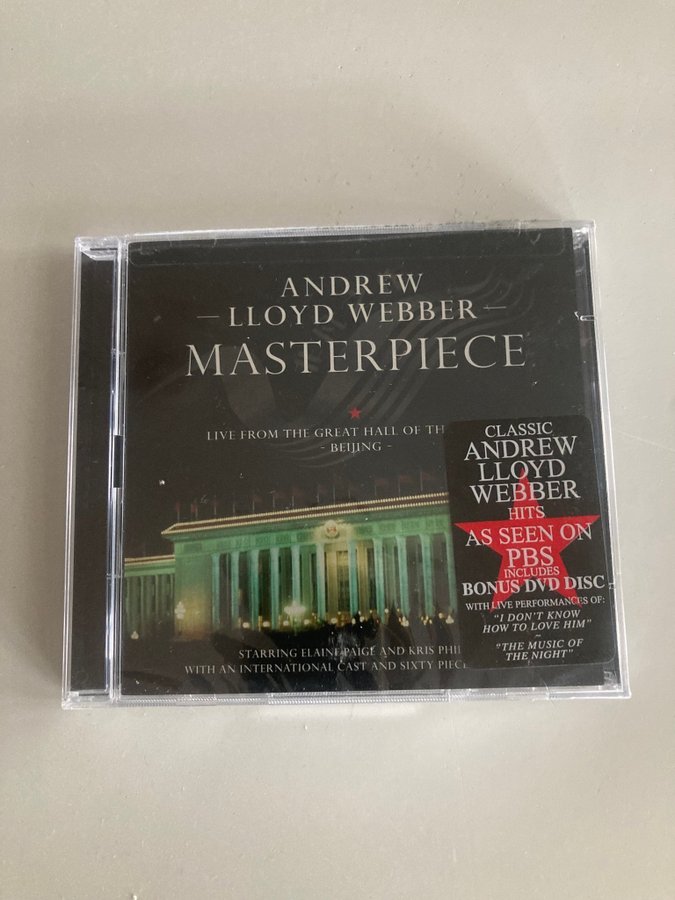 ANDREW
– LLOYD WEBBER –
MASTERPIECE
LIVE FROM THE GREAT HALL OF TH
- BEIJING -
STARRING ELAINE PAIGE AND KRIS PHI
WITH AN INTERNATIONAL CAST AND SIXTY PIEC
CLASSIC
ANDREW
LLOYD
WEBBER
HITS
AS SEEN ON
PBS
INCLUDES
BONUS DVD DISC
WITH LIVE PERFORMANCES OF:
"I DON'T KNOW
HOW TO LOVE HIM"
~
"THE MUSIC OF
THE NIGHT"